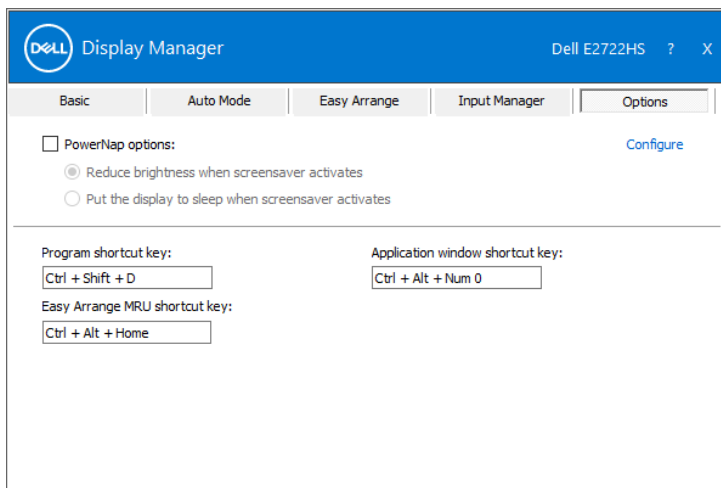 DELL Display Manager Dell E2722HS ? X
Basic Auto Mode Easy Arrange Input Manager Options
PowerNap options: Configure
Reduce brightness when screensaver activates
Put the display to sleep when screensaver activates
Program shortcut key: Application window shortcut key:
Ctrl + Shift + D Ctrl + Alt + Num 0
Easy Arrange MRU shortcut key:
Ctrl + Alt + Home